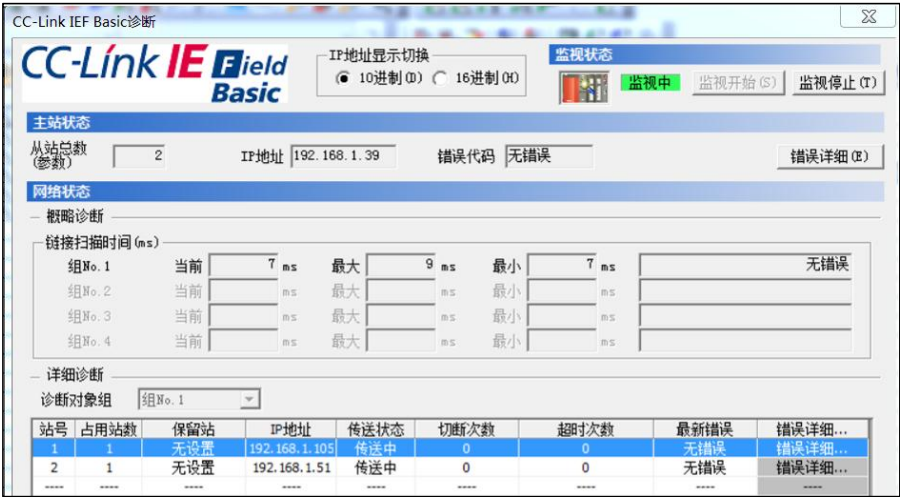 CC-Link IEF Basic诊断
CC-Link IE Field Basic
IP地址显示切换
10进制(D) 16进制(H)
监视状态
监视中 监视开始(S) 监视停止(T)
主站状态
从站总数(参数) 2 IP地址 192.168.1.39 错误代码 无错误 错误详细(E)
网络状态
概略诊断
链接扫描时间(ms)
组No.1 当前 7 ms 最大 9 ms 最小 7 ms 无错误
组No.2 当前 ms 最大 ms 最小 ms
组No.3 当前 ms 最大 ms 最小 ms
组No.4 当前 ms 最大 ms 最小 ms
详细诊断
诊断对象组 组No.1
站号 占用站数 保留站 IP地址 传送状态 切断次数 超时次数 最新错误 错误详细...
1 1 无设置 192.168.1.105 传送中 0 0 无错误 错误详细...
2 1 无设置 192.168.1.51 传送中 0 0 无错误 错误详细...
---- ---- ---- ---- ---- ---- ---- ---- ----